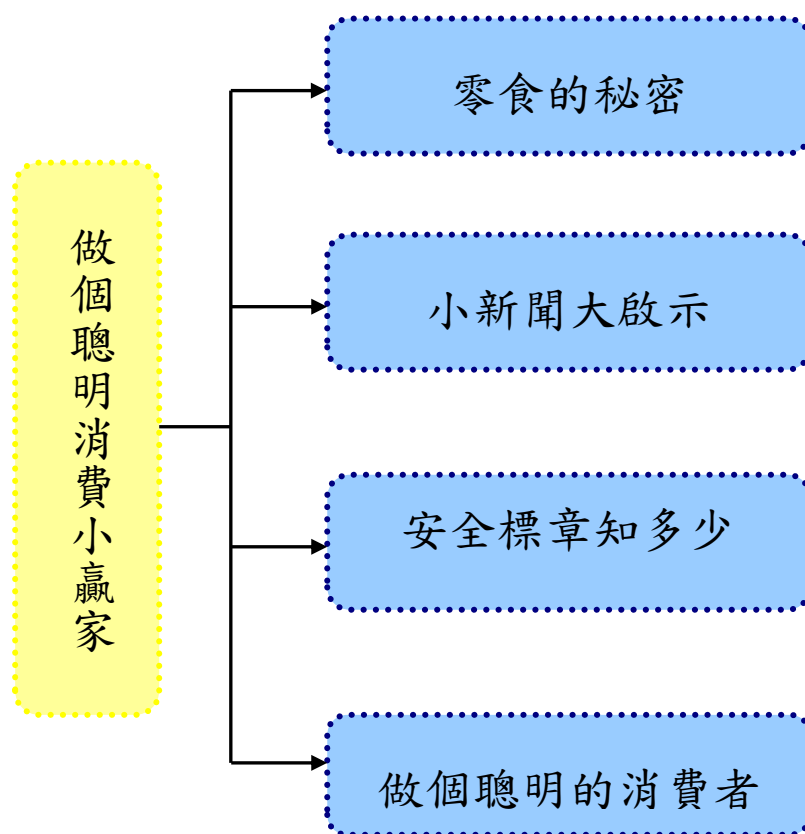 做個聰明消費小贏家
零食的秘密
小新聞大啟示
安全標章知多少
做個聰明的消費者